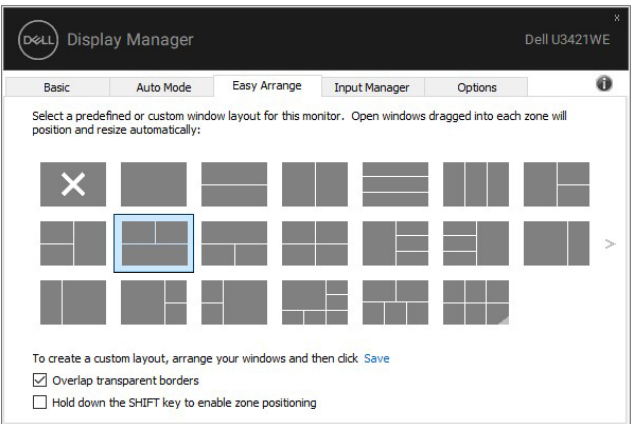 x
DELL Display Manager Dell U3421WE
Basic Auto Mode Easy Arrange Input Manager Options i
Select a predefined or custom window layout for this monitor. Open windows dragged into each zone will
position and resize automatically:
>
To create a custom layout, arrange your windows and then click Save
Overlap transparent borders
Hold down the SHIFT key to enable zone positioning